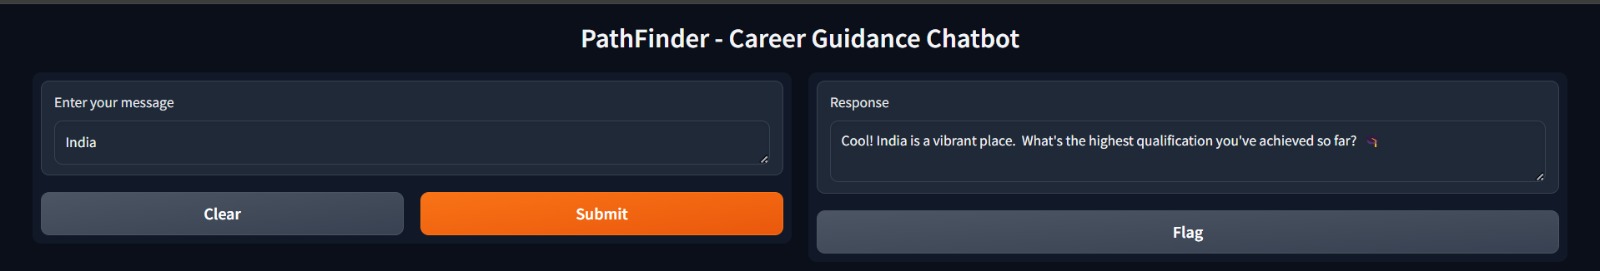 PathFinder - Career Guidance Chatbot
Enter your message
India
Clear
Submit
Response
Cool! India is a vibrant place.  What's the highest qualification you've achieved so far? 🎓
Flag